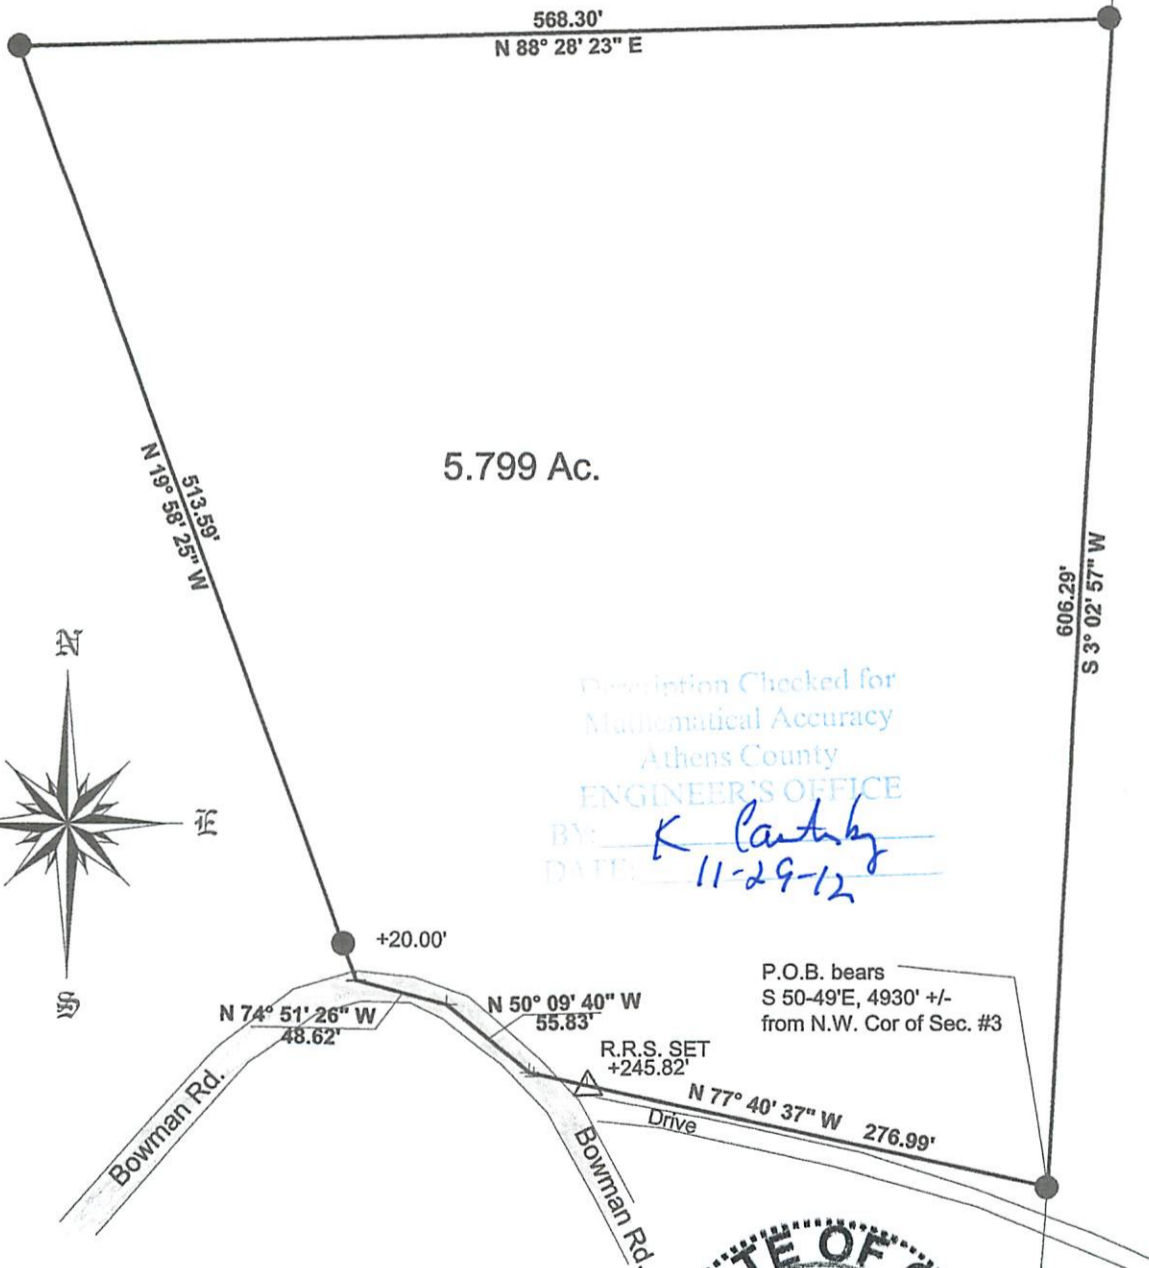 568.30'
N 88° 28' 23" E
513.59'
N 19° 58' 25" W
5.799 Ac.
606.29'
S 3° 02' 57" W
N
E
S
Description Checked for
Mathematical Accuracy
Athens County
ENGINEER'S OFFICE
BY: K
DATE: 11-29-12
+20.00'
P.O.B. bears
S 50-49'E, 4930' +/-
from N.W. Cor of Sec. #3
N 74° 51' 26" W
48.62'
N 50° 09' 40" W
55.83'
R.R.S. SET
+245.82'
N 77° 40' 37" W 276.99'
Drive
Bowman Rd.
Bowman Rd.
TE OF